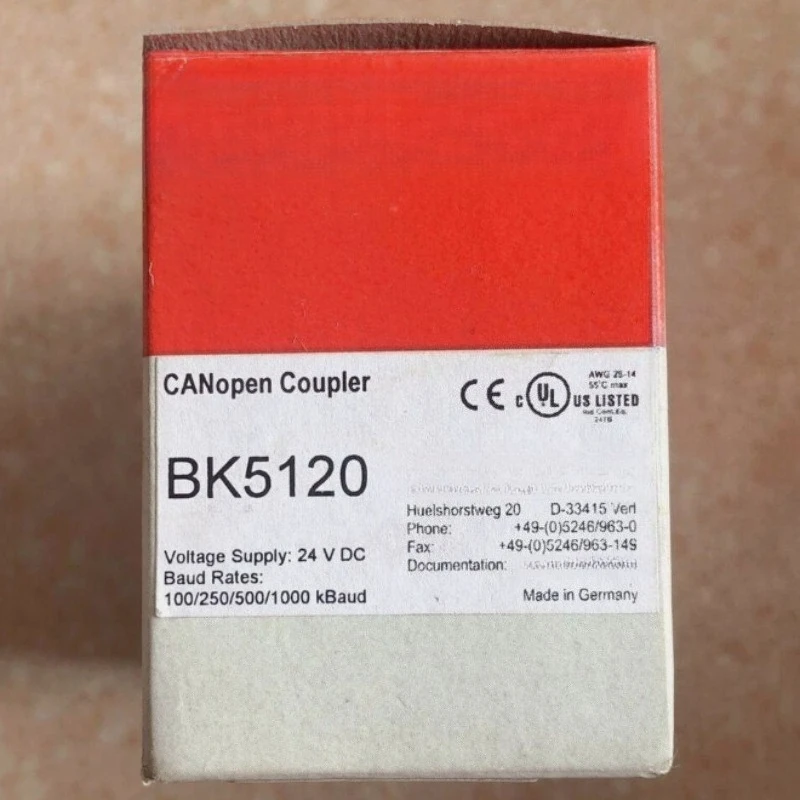 CANopen Coupler
CE
C UL US LISTED
AWG 28-14
55°C max
BK5120
Huelshorstweg 20 D-33415 Verl
Phone: +49-(0)5246/963-0
Fax: +49-(0)5246/963-149
Documentation:
Voltage Supply: 24 V DC
Baud Rates:
100/250/500/1000 kBaud
Made in Germany